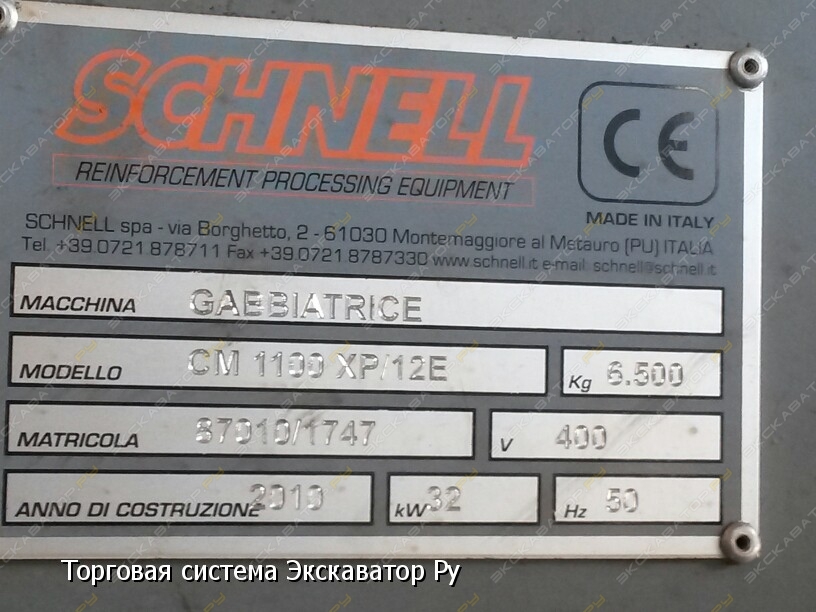 SCHNELL
REINFORCEMENT PROCESSING EQUIPMENT
CE
MADE IN ITALY
SCHNELL spa - via Borghetto, 2 - 61030 Montemaggiore al Metauro (PU) ITALIA
Tel. +39.0721 878711 Fax +39.0721.8787330 www.schnell.it e-mail: schnell@schnell.it
MACCHINA GABBIATRICE
MODELLO CM 1100 XP/12E Kg 6.500
MATRICOLA 87010/1747 V 400
ANNO DI COSTRUZIONE 2010 kW 32 Hz 50
Торговая система Экскаватор Ру